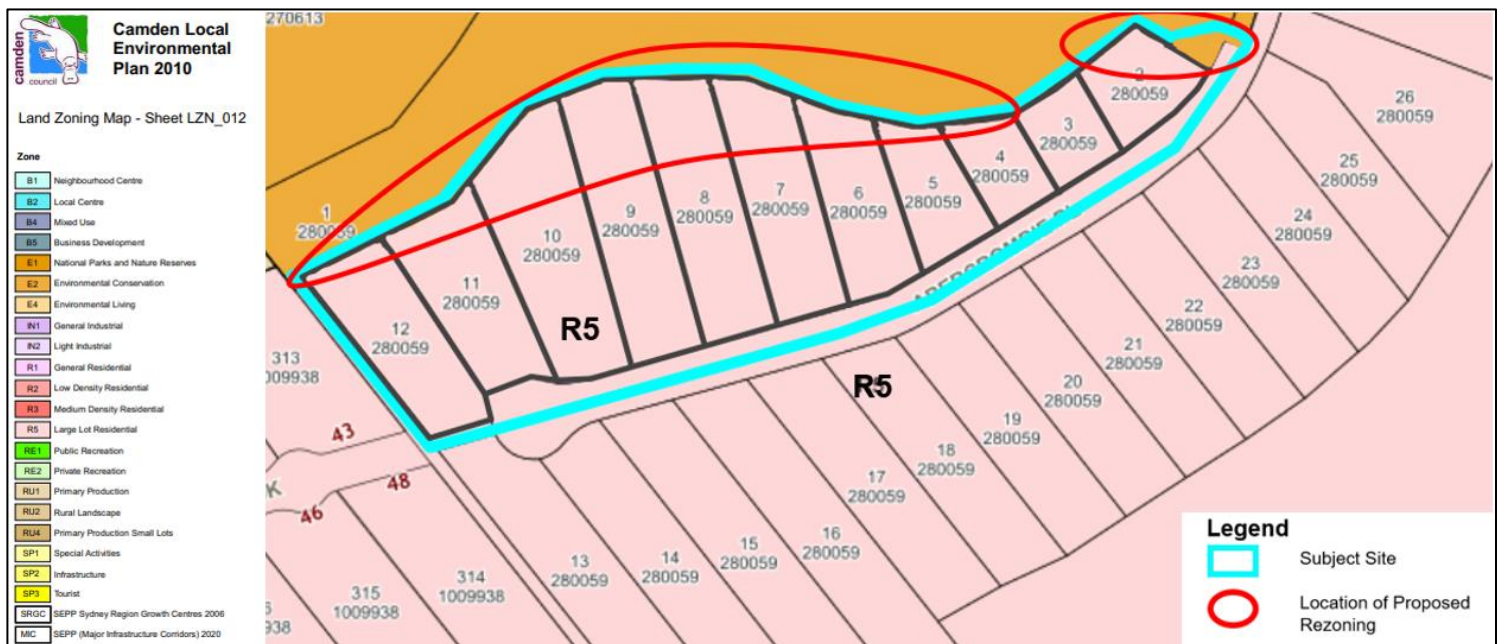 camden
council
Camden Local
Environmental
Plan 2010
Land Zoning Map - Sheet LZN_012
Zone
B1 Neighbourhood Centre
B2 Local Centre
B4 Mixed Use
B5 Business Development
E1 National Parks and Nature Reserves
E2 Environmental Conservation
E4 Environmental Living
IN1 General Industrial
IN2 Light Industrial
R1 General Residential
R2 Low Density Residential
R3 Medium Density Residential
R5 Large Lot Residential
RE1 Public Recreation
RE2 Private Recreation
RU1 Primary Production
RU2 Rural Landscape
RU4 Primary Production Small Lots
SP1 Special Activities
SP2 Infrastructure
SP3 Tourist
SRGC SEPP Sydney Region Growth Centres 2006
MIC SEPP (Major Infrastructure Corridors) 2020
270613
1
280059
2
280059
3
280059
4
280059
5
280059
6
280059
7
280059
8
280059
9
280059
10
280059
11
280059
12
280059
R5
R5
26
280059
25
280059
24
280059
23
280059
22
280059
21
280059
20
280059
19
280059
18
280059
17
280059
16
280059
15
280059
14
280059
13
280059
313
009938
314
1009938
315
1009938
938
43
48
46
K
Legend
Subject Site
Location of Proposed
Rezoning